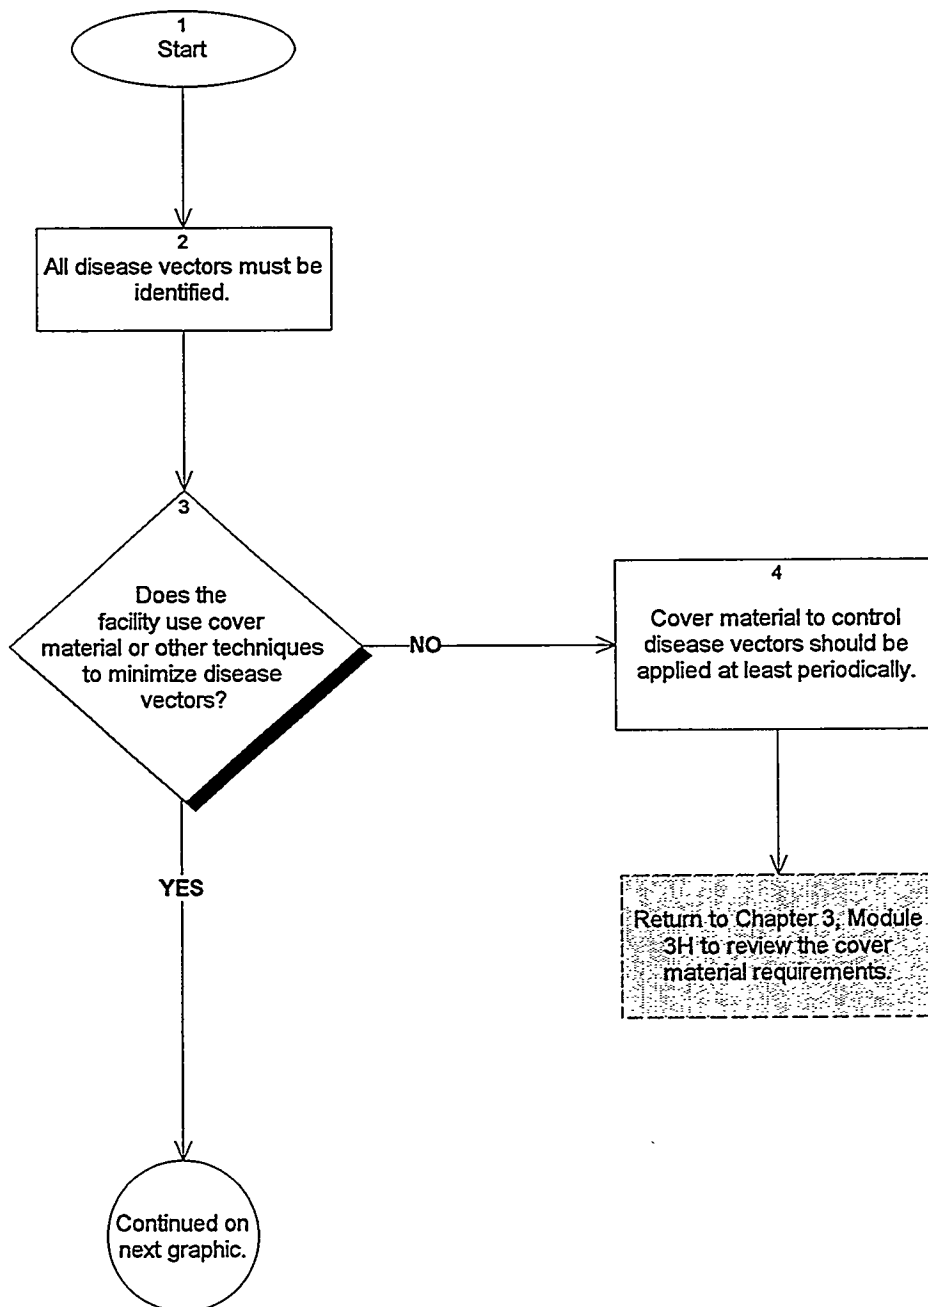 1
Start
2
All disease vectors must be
identified.
3
Does the
facility use cover
material or other techniques
to minimize disease
vectors?
NO
4
Cover material to control
disease vectors should be
applied at least periodically.
YES
Return to Chapter 3, Module
3H to review the cover
material requirements.
Continued on
next graphic.